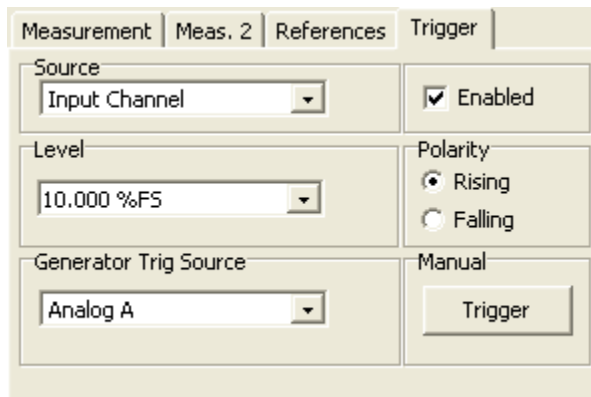 Measurement
Meas. 2
References
Trigger
Source
Input Channel
Enabled
Level
10.000 %FS
Polarity
Rising
Falling
Generator Trig Source
Analog A
Manual
Trigger